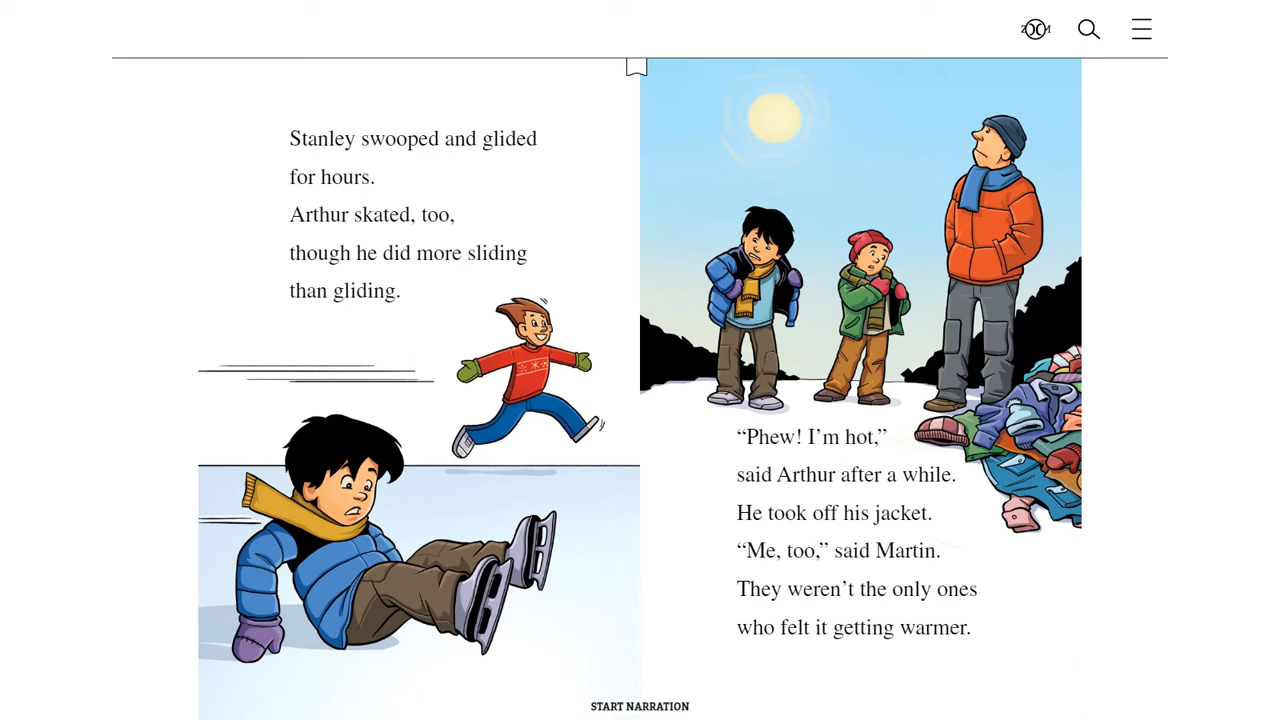 ZOOM
Stanley swooped and glided
for hours.
Arthur skated, too,
though he did more sliding
than gliding.
“Phew! I’m hot,”
said Arthur after a while.
He took off his jacket.
“Me, too,” said Martin.
They weren’t the only ones
who felt it getting warmer.
START NARRATION